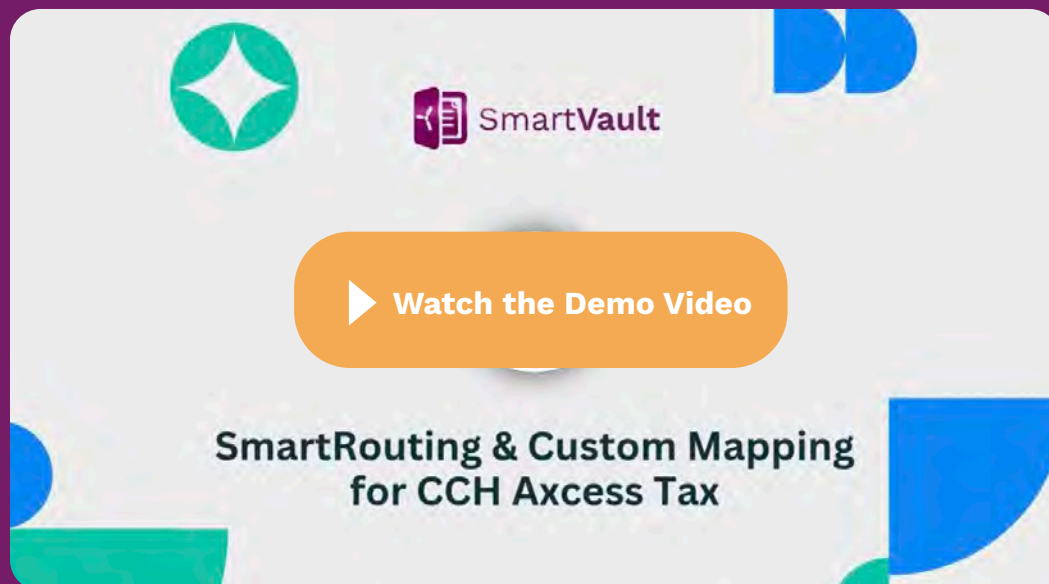 SmartVault
Watch the Demo Video
SmartRouting & Custom Mapping
for CCH Axcess Tax